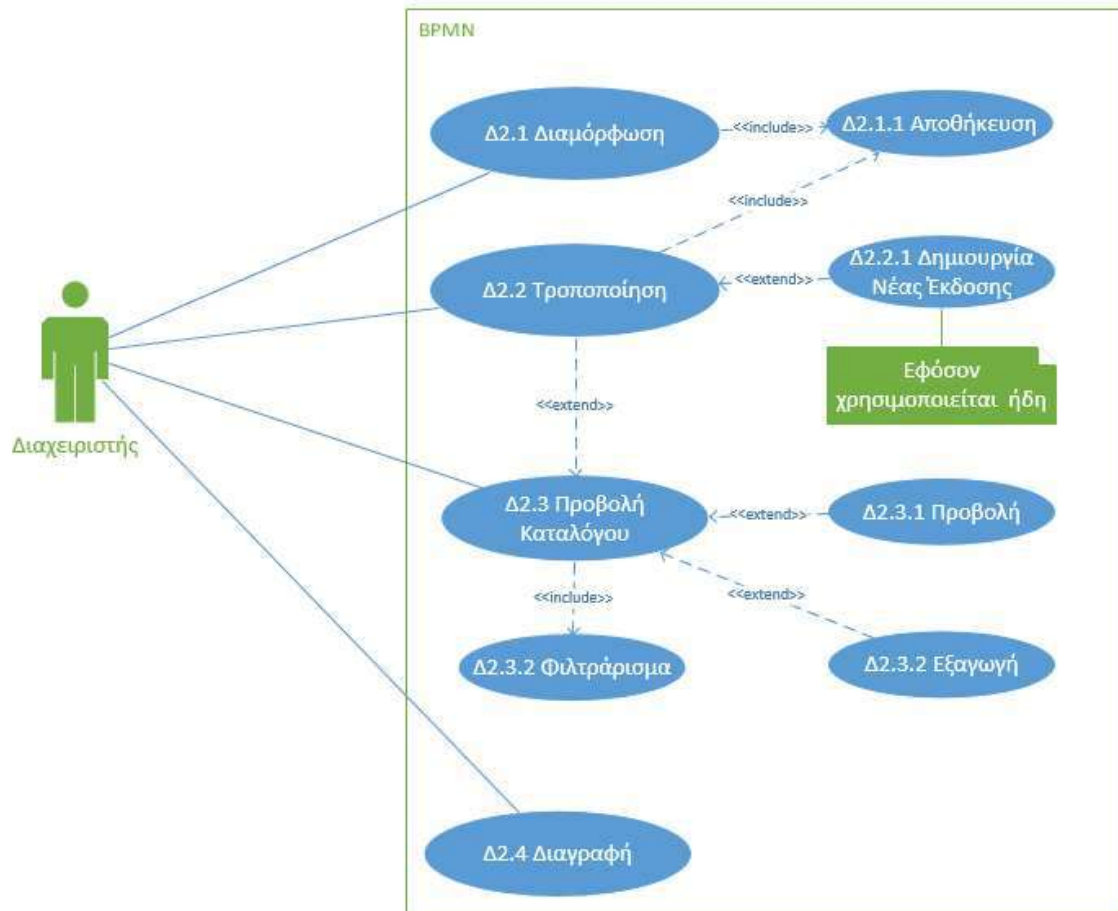 BPMN
Δ2.1 Διαμόρφωση
<<include>>
Δ2.1.1 Αποθήκευση
<<include>>
Δ2.2 Τροποποίηση
<<extend>>
Δ2.2.1 Δημιουργία
Νέας Έκδοσης
Εφόσον
χρησιμοποιείται ήδη
<<extend>>
Διαχειριστής
Δ2.3 Προβολή
Καταλόγου
<<extend>>
Δ2.3.1 Προβολή
<<include>>
<<extend>>
Δ2.3.2 Φιλτράρισμα
Δ2.3.2 Εξαγωγή
Δ2.4 Διαγραφή